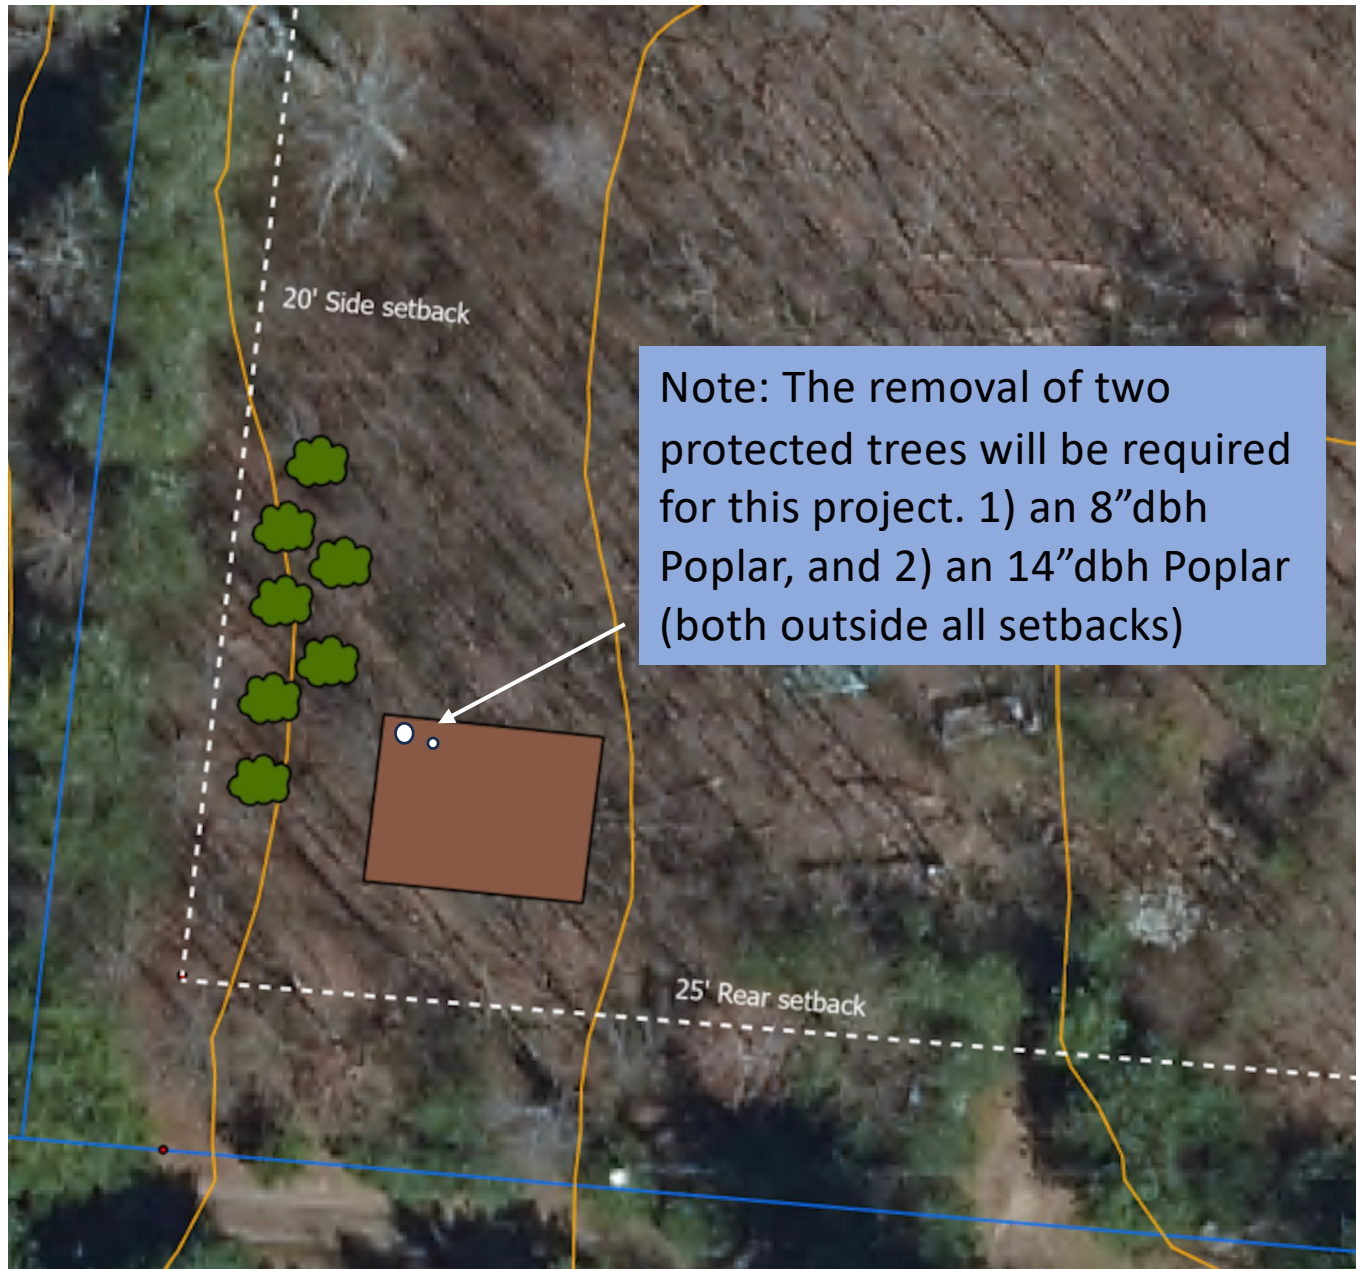 20' Side setback
Note: The removal of two
protected trees will be required
for this project. 1) an 8”dbh
Poplar, and 2) an 14”dbh Poplar
(both outside all setbacks)
25' Rear setback